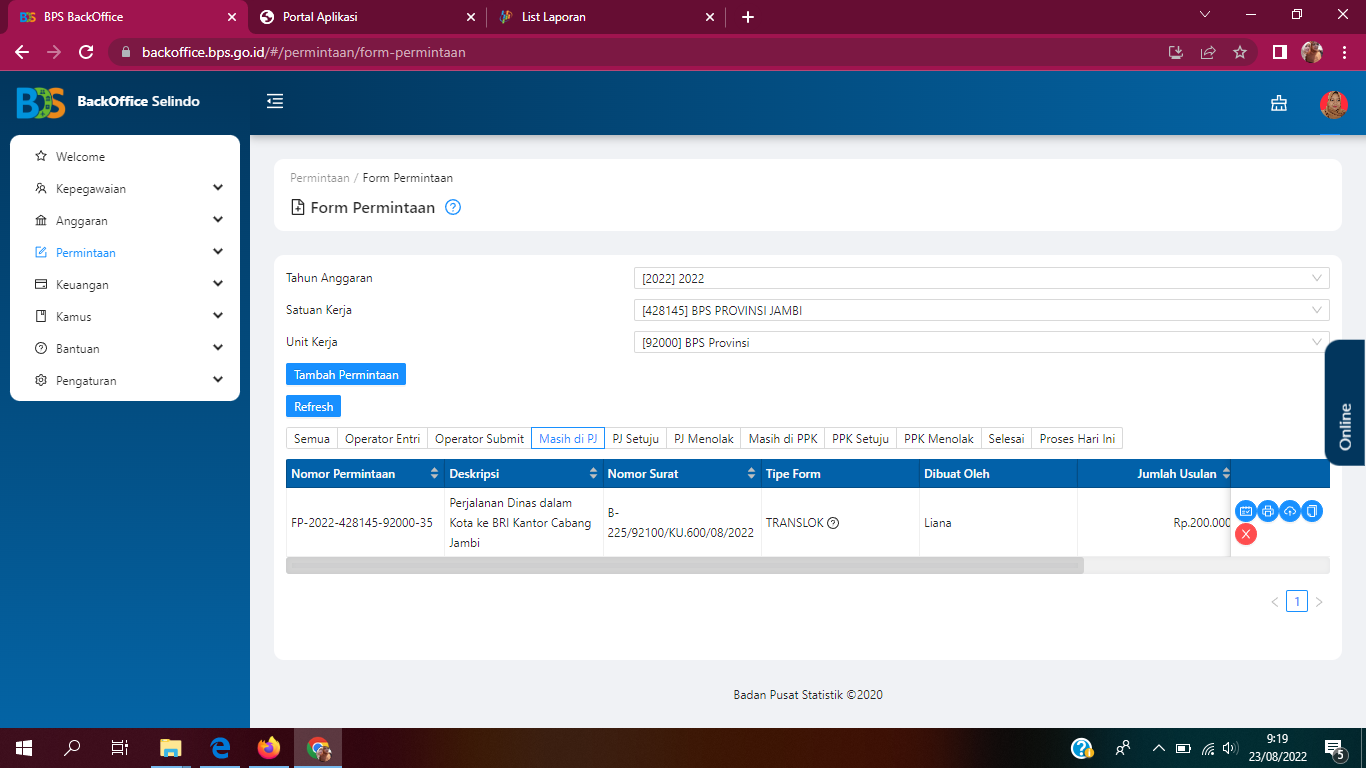 BPS BackOffice
Portal Aplikasi
List Laporan
backoffice.bps.go.id/#/permintaan/form-permintaan
BPS
BackOffice Selindo
Welcome
Kepegawaian
Anggaran
Permintaan
Keuangan
Kamus
Bantuan
Pengaturan
Permintaan / Form Permintaan
Form Permintaan
Tahun Anggaran
[2022] 2022
Satuan Kerja
[428145] BPS PROVINSI JAMBI
Unit Kerja
[92000] BPS Provinsi
Tambah Permintaan
Refresh
Online
Semua Operator Entri Operator Submit Masih di PJ PJ Setuju PJ Menolak Masih di PPK PPK Setuju PPK Menolak Selesai Proses Hari Ini
Nomor Permintaan Deskripsi Nomor Surat Tipe Form Dibuat Oleh Jumlah Usulan
FP-2022-428145-92000-35
Perjalanan Dinas dalam
Kota ke BRI Kantor Cabang
Jambi
B-
225/92100/KU.600/08/2022
TRANSLOK
Liana
Rp.200.000
1
Badan Pusat Statistik ©2020
9:19
23/08/2022
5